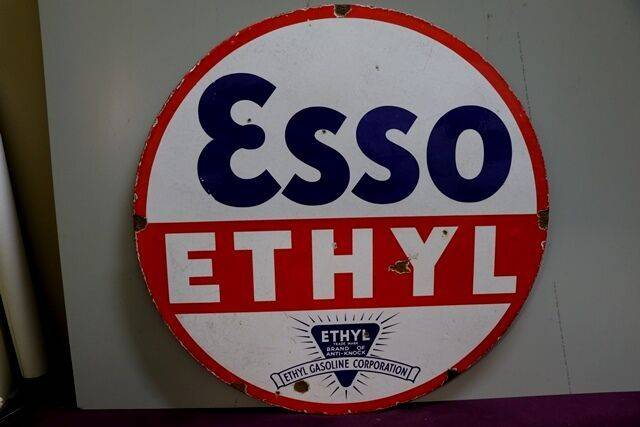 Esso
ETHYL
ETHYL
TRADE MARK
BRAND OF
ANTI-KNOCK
ETHYL GASOLINE CORPORATION